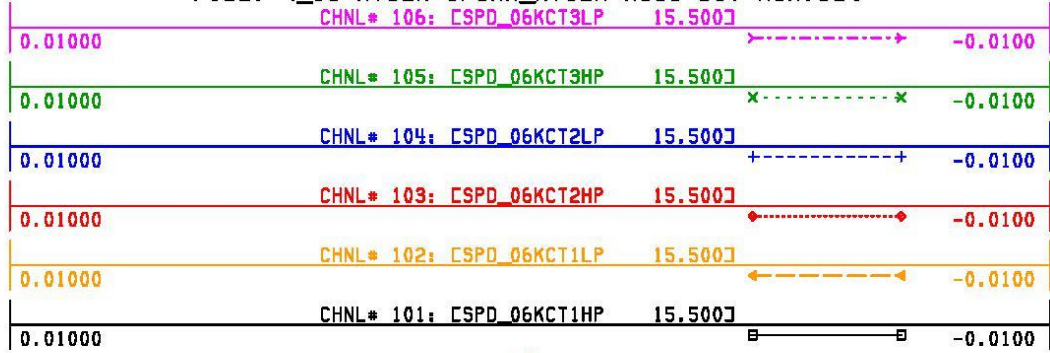 CHNL# 106: [SPD_06KCT3LP 15.500]
0.01000 -0.0100
CHNL# 105: [SPD_06KCT3HP 15.500]
0.01000 -0.0100
CHNL# 104: [SPD_06KCT2LP 15.500]
0.01000 -0.0100
CHNL# 103: [SPD_06KCT2HP 15.500]
0.01000 -0.0100
CHNL# 102: [SPD_06KCT1LP 15.500]
0.01000 -0.0100
CHNL# 101: [SPD_06KCT1HP 15.500]
0.01000 -0.0100